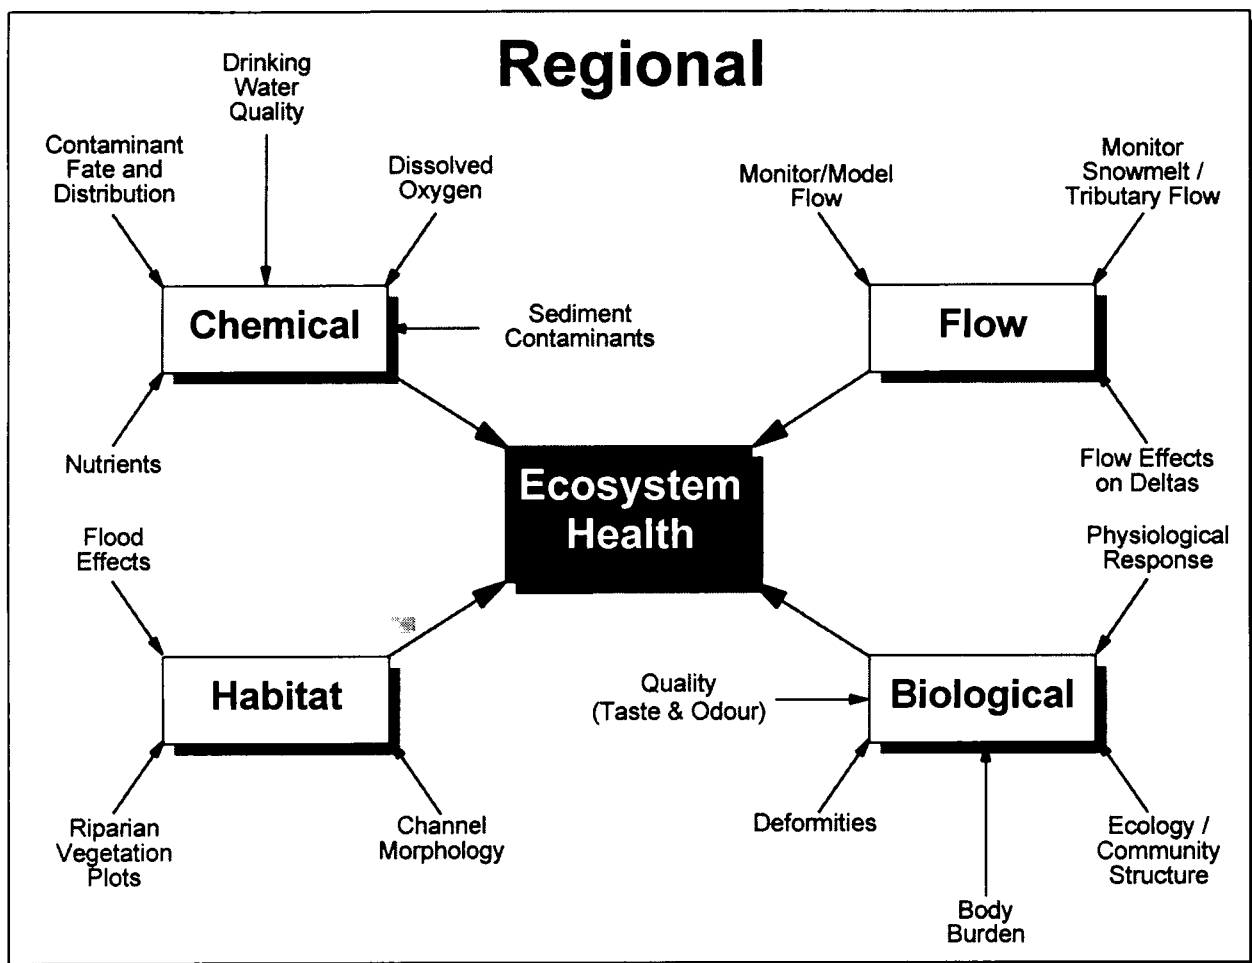 Regional
Drinking
Water
Quality
Contaminant
Fate and
Distribution
Dissolved
Oxygen
Monitor/Model
Flow
Monitor
Snowmelt /
Tributary Flow
Chemical
Sediment
Contaminants
Flow
Nutrients
Flow Effects
on Deltas
Ecosystem
Health
Flood
Effects
Physiological
Response
Habitat
Quality
(Taste & Odour)
Biological
Riparian
Vegetation
Plots
Channel
Morphology
Deformities
Body
Burden
Ecology /
Community
Structure